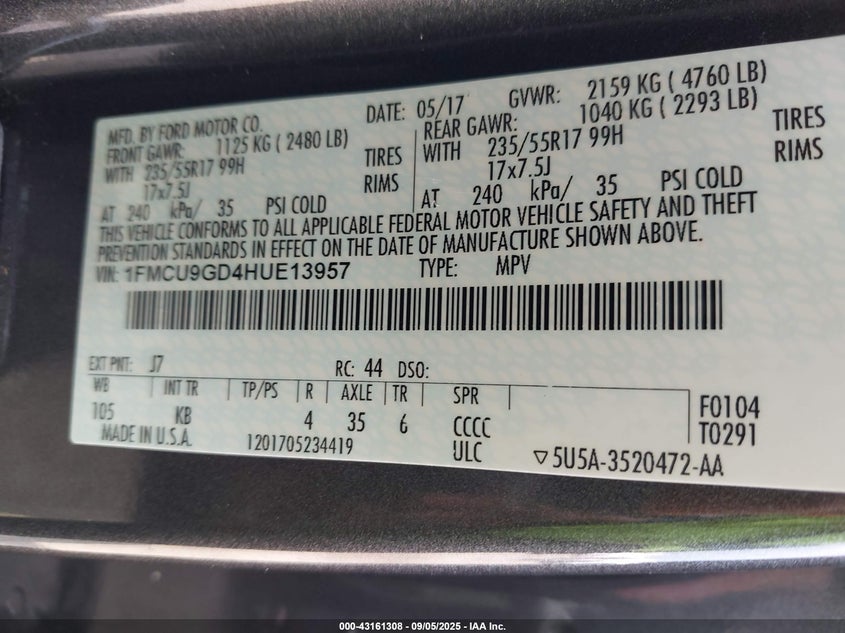 MFD. BY FORD MOTOR CO.
DATE: 05/17 GVWR: 2159 KG ( 4760 LB)
FRONT GAWR: 1125 KG ( 2480 LB)
REAR GAWR: 1040 KG ( 2293 LB)
WITH 235/55R17 99H TIRES
WITH 235/55R17 99H TIRES
17x7.5J RIMS
17x7.5J RIMS
AT 240 kPa/ 35 PSI COLD
AT 240 kPa/ 35 PSI COLD
THIS VEHICLE CONFORMS TO ALL APPLICABLE FEDERAL MOTOR VEHICLE SAFETY AND THEFT
PREVENTION STANDARDS IN EFFECT ON THE DATE OF MANUFACTURE SHOWN ABOVE.
VIN: 1FMCU9GD4HUE13957 TYPE: MPV
EXT PNT: J7 RC: 44 DSO:
WB INT TR TP/PS R AXLE TR SPR
105 KB 4 35 6 CCCC
F0104
T0291
MADE IN U.S.A. 1201705234419 ULC
▽5U5A-3520472-AA
000-43161308 - 09/05/2025 - IAA Inc.